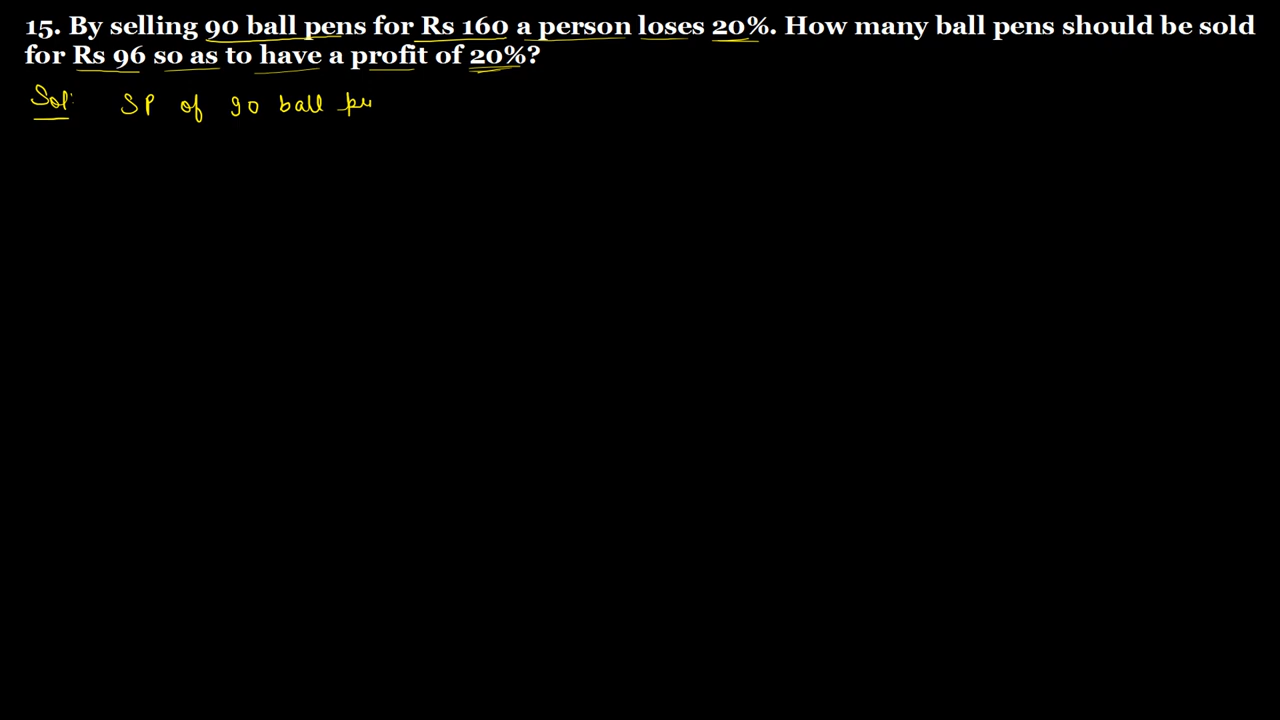 15. By selling 90 ball pens for Rs 160 a person loses 20%. How many ball pens should be sold
for Rs 96 so as to have a profit of 20%?
Sol: SP of 90 ball